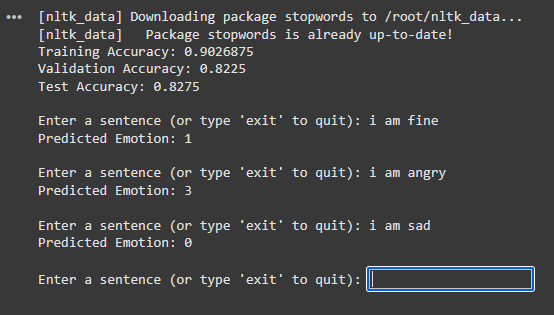 [nltk_data] Downloading package stopwords to /root/nltk_data...
[nltk_data]   Package stopwords is already up-to-date!
Training Accuracy: 0.9026875
Validation Accuracy: 0.8225
Test Accuracy: 0.8275
Enter a sentence (or type 'exit' to quit): i am fine
Predicted Emotion: 1
Enter a sentence (or type 'exit' to quit): i am angry
Predicted Emotion: 3
Enter a sentence (or type 'exit' to quit): i am sad
Predicted Emotion: 0
Enter a sentence (or type 'exit' to quit):